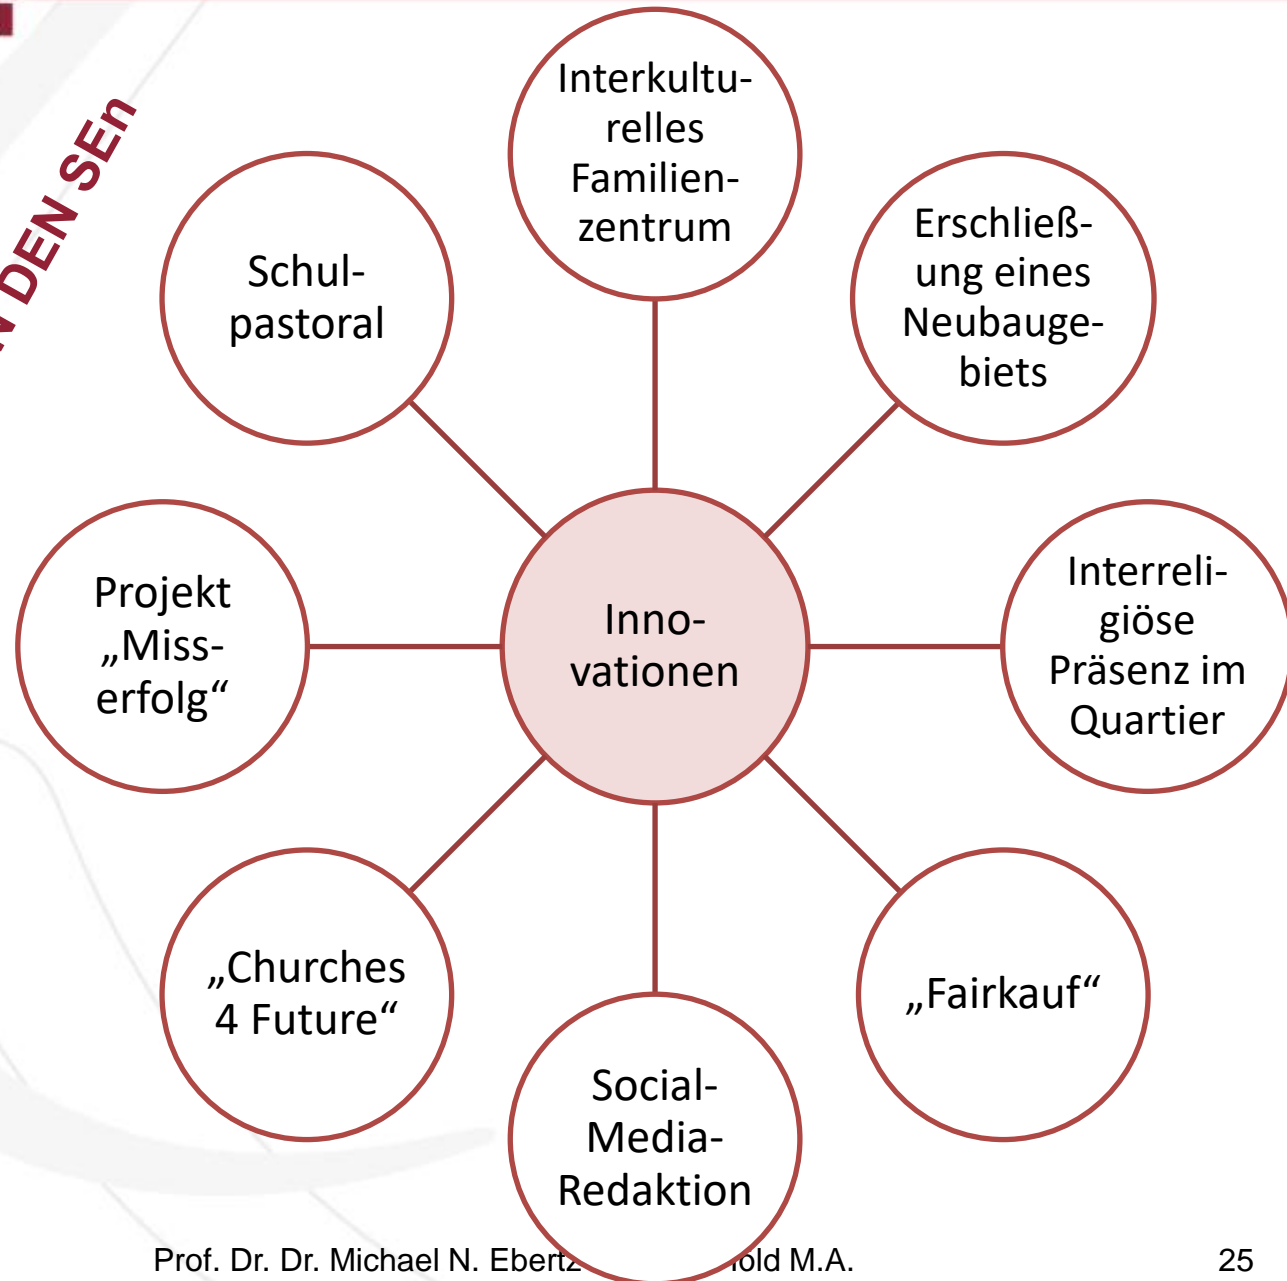 N DEN SEn
Interkultu-
relles
Familien-
zentrum
Erschließ-
ung eines
Neubauge-
biets
Interreli-
giöse
Präsenz im
Quartier
„Fairkauf“
Social-
Media-
Redaktion
„Churches
4 Future“
Projekt
„Miss-
erfolg“
Schul-
pastoral
Inno-
vationen
Prof. Dr. Dr. Michael N. Ebertz M.A.
25